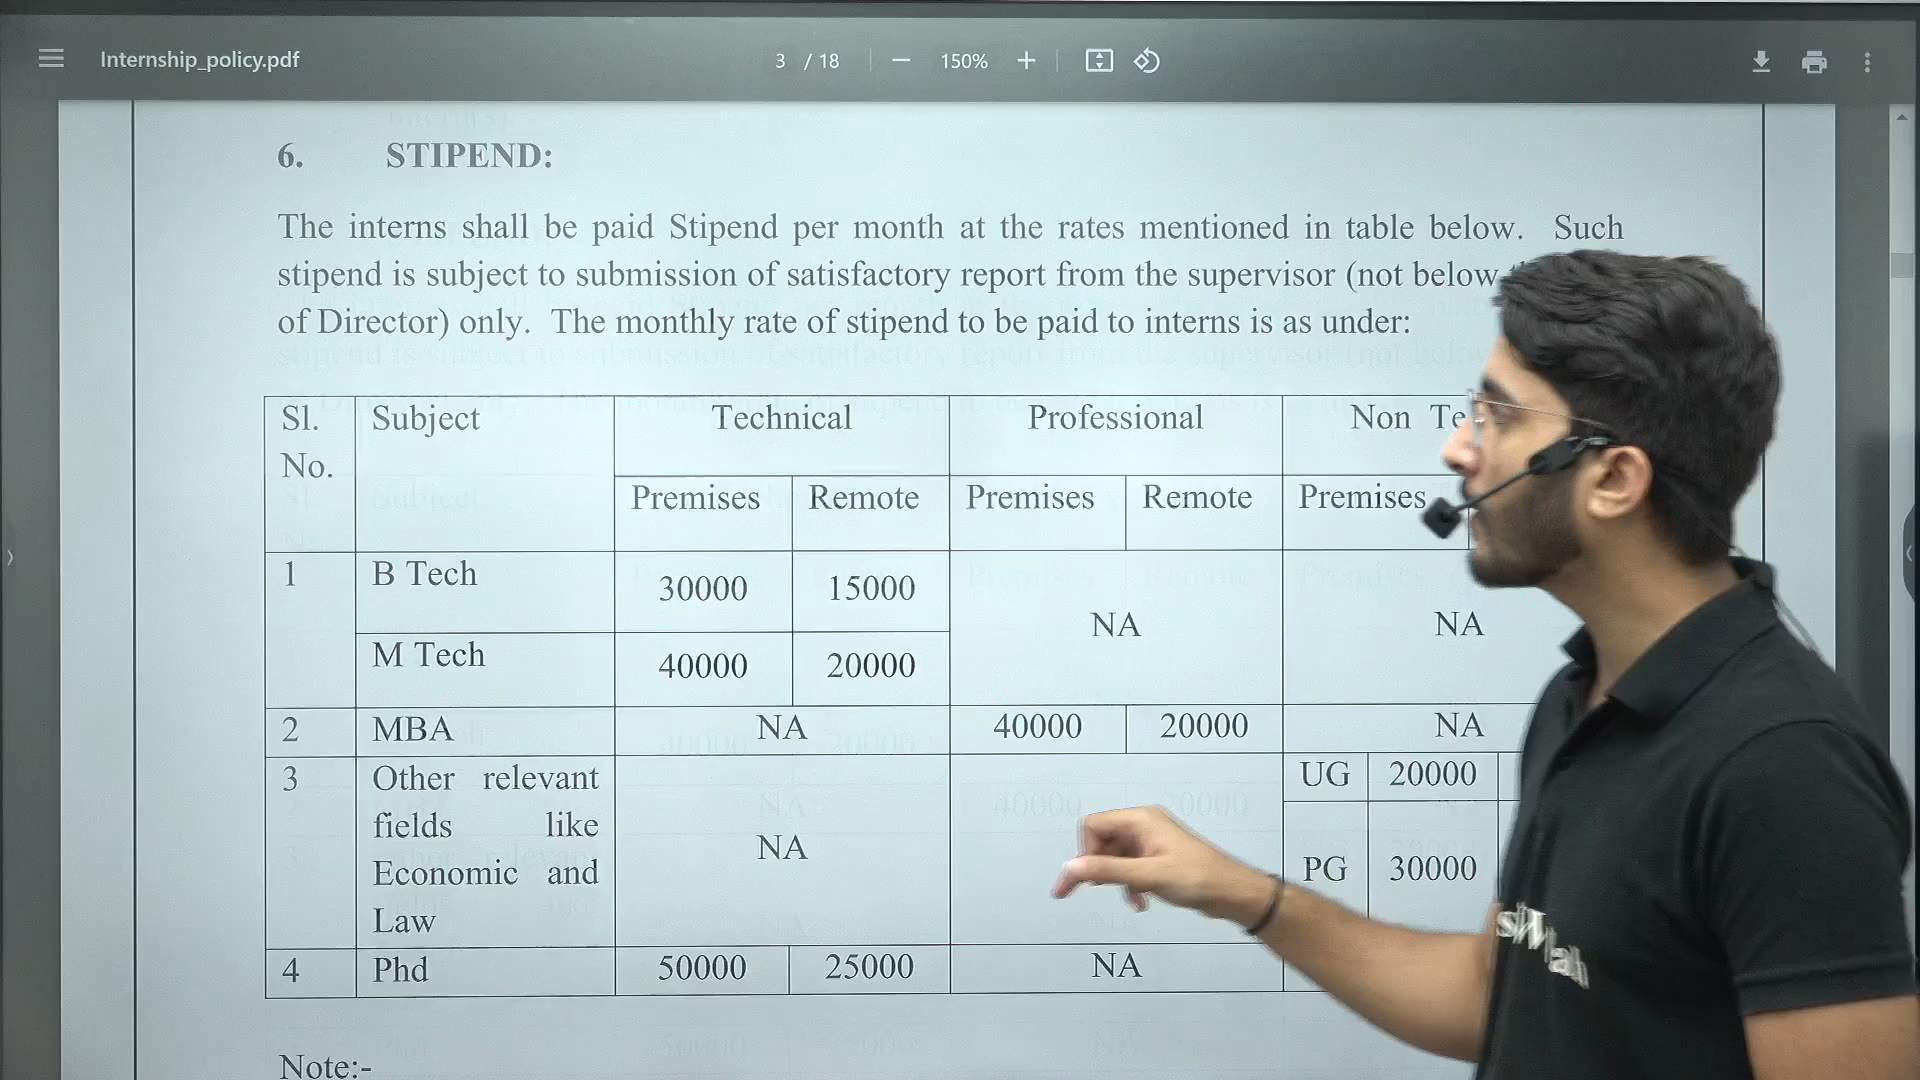 Internship_policy.pdf
3 / 18
150%
6. STIPEND:
The interns shall be paid Stipend per month at the rates mentioned in table below. Such
stipend is subject to submission of satisfactory report from the supervisor (not below
of Director) only. The monthly rate of stipend to be paid to interns is as under:
Sl. No. Subject Technical Professional Non Te
Premises Remote Premises Remote Premises
1 B Tech 30000 15000 NA NA
M Tech 40000 20000
2 MBA NA 40000 20000 NA
3 Other relevant NA UG 20000
fields like
Economic and PG 30000
Law
4 Phd 50000 25000 NA
Note:-